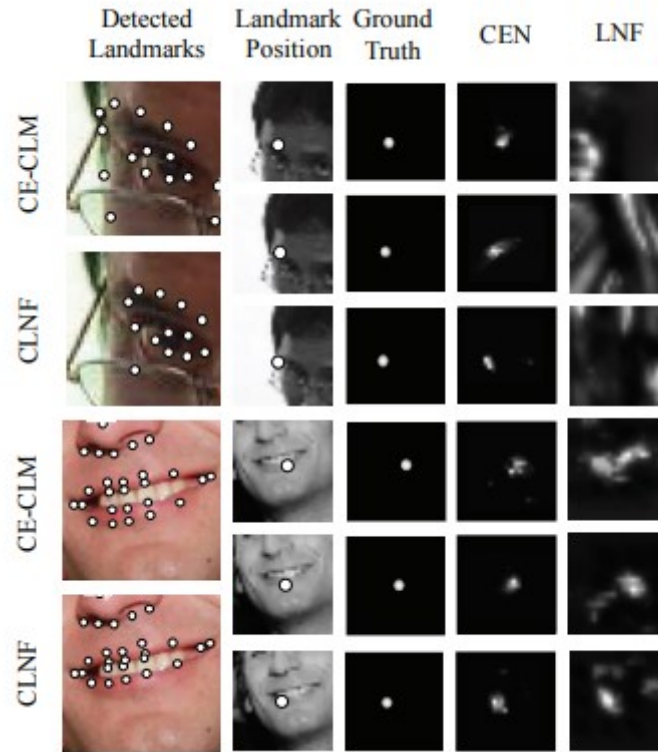 Detected Landmarks
Landmark Position
Ground Truth
CEN
LNF
CE-CLM
CLNF
CE-CLM
CLNF